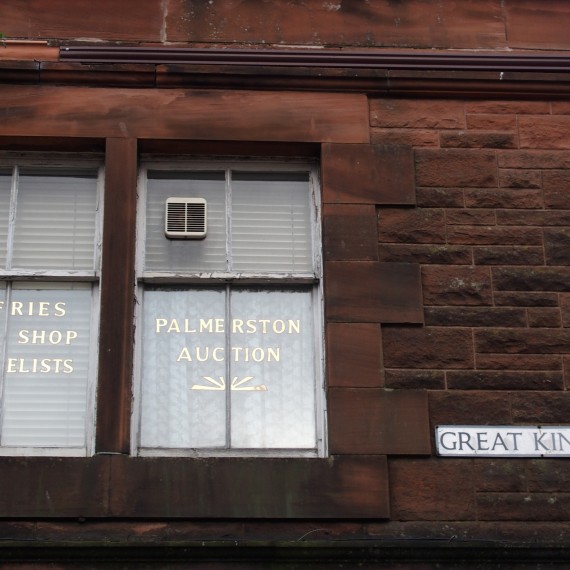 FRIES
SHOP
ELISTS
PALMERSTON
AUCTION
GREAT KIN